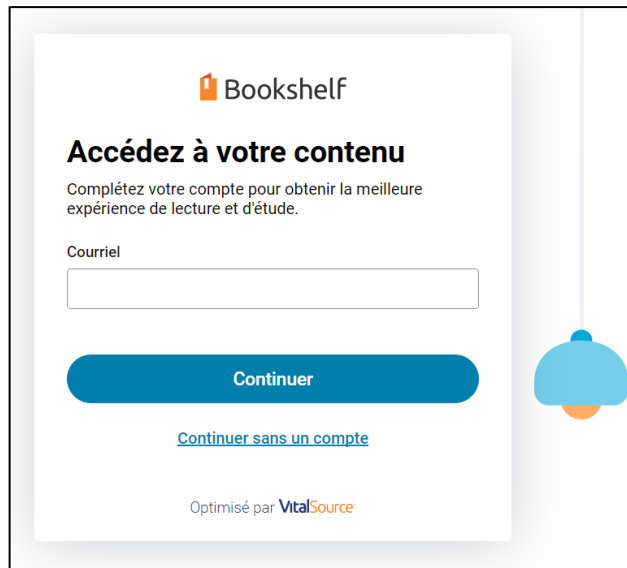 Bookshelf
Accédez à votre contenu
Complétez votre compte pour obtenir la meilleure
expérience de lecture et d'étude.
Courriel
Continuer
Continuer sans un compte
Optimisé par VitalSource